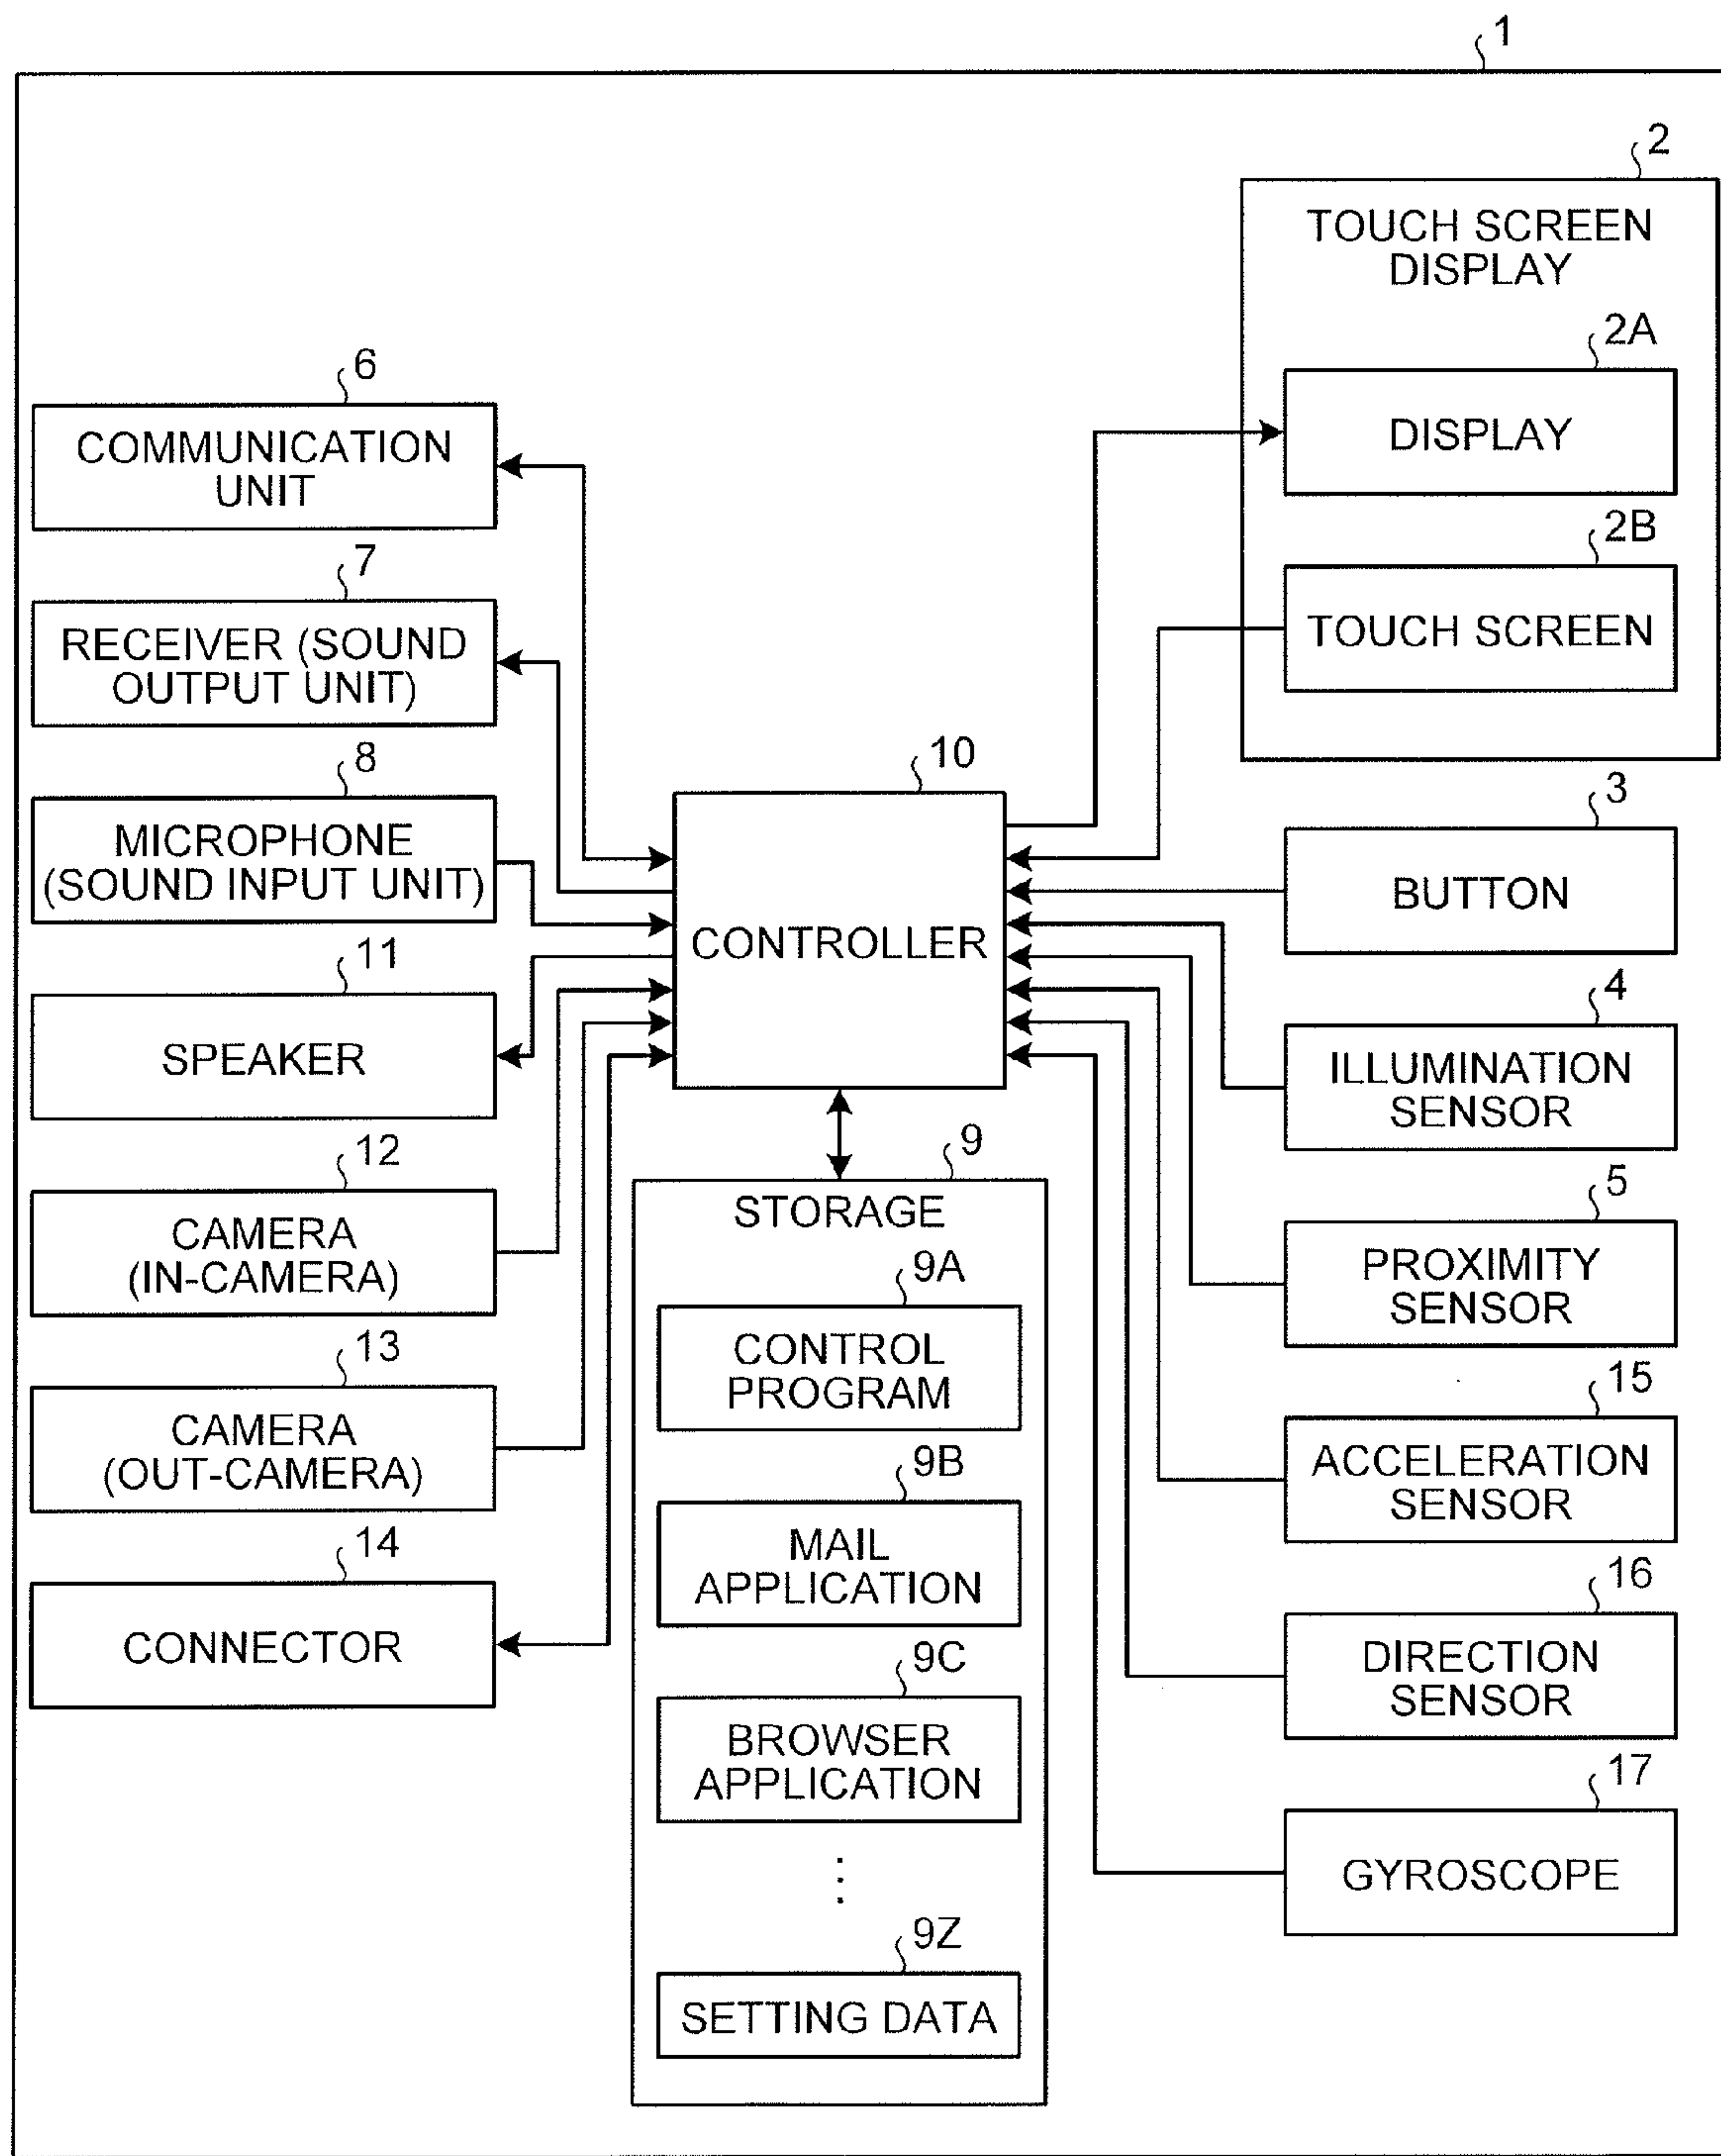 1
2
TOUCH SCREEN
DISPLAY
2A
DISPLAY
2B
TOUCH SCREEN
6
COMMUNICATION
UNIT
7
RECEIVER (SOUND
OUTPUT UNIT)
8
MICROPHONE
(SOUND INPUT UNIT)
11
SPEAKER
12
CAMERA
(IN-CAMERA)
13
CAMERA
(OUT-CAMERA)
14
CONNECTOR
10
CONTROLLER
9
STORAGE
9A
CONTROL
PROGRAM
9B
MAIL
APPLICATION
9C
BROWSER
APPLICATION
⋮
9Z
SETTING DATA
3
BUTTON
4
ILLUMINATION
SENSOR
5
PROXIMITY
SENSOR
15
ACCELERATION
SENSOR
16
DIRECTION
SENSOR
17
GYROSCOPE